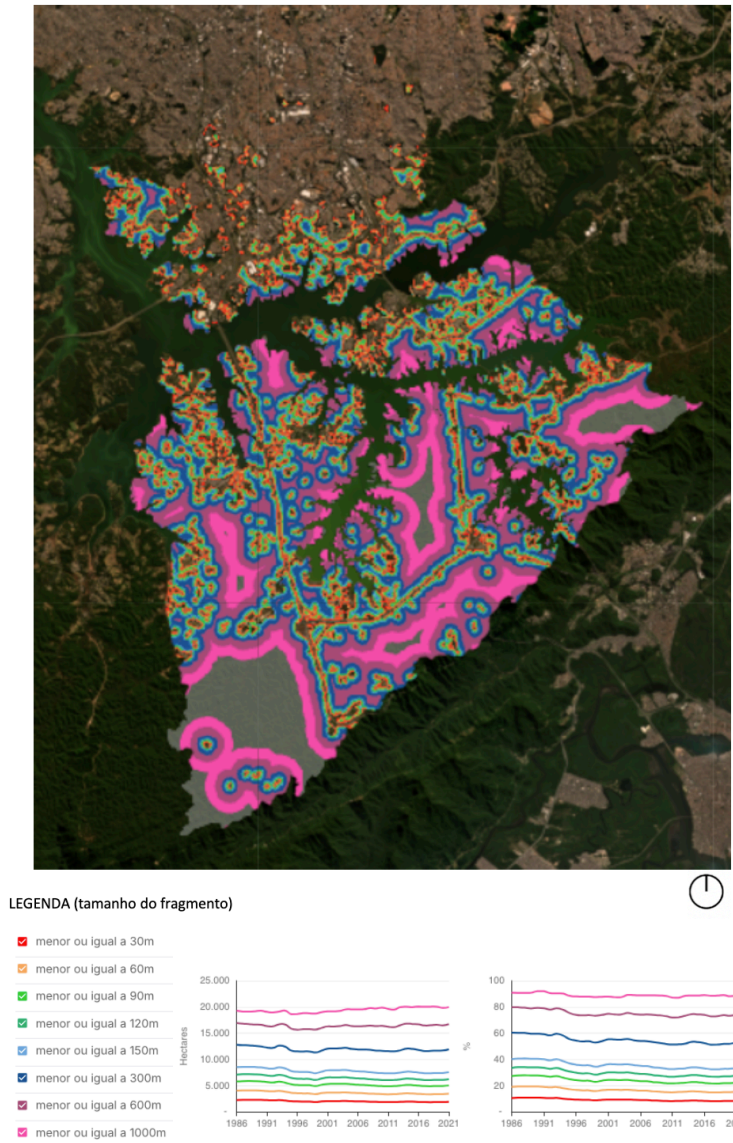 LEGENDA (tamanho do fragmento)
menor ou igual a 30m
menor ou igual a 60m
menor ou igual a 90m
menor ou igual a 120m
menor ou igual a 150m
menor ou igual a 300m
menor ou igual a 600m
menor ou igual a 1000m
25.000
20.000
15.000
10.000
5.000
-
Hectares
1986 1991 1996 2001 2006 2011 2016 2021
100
80
60
40
20
-
%
1986 1991 1996 2001 2006 2011 2016